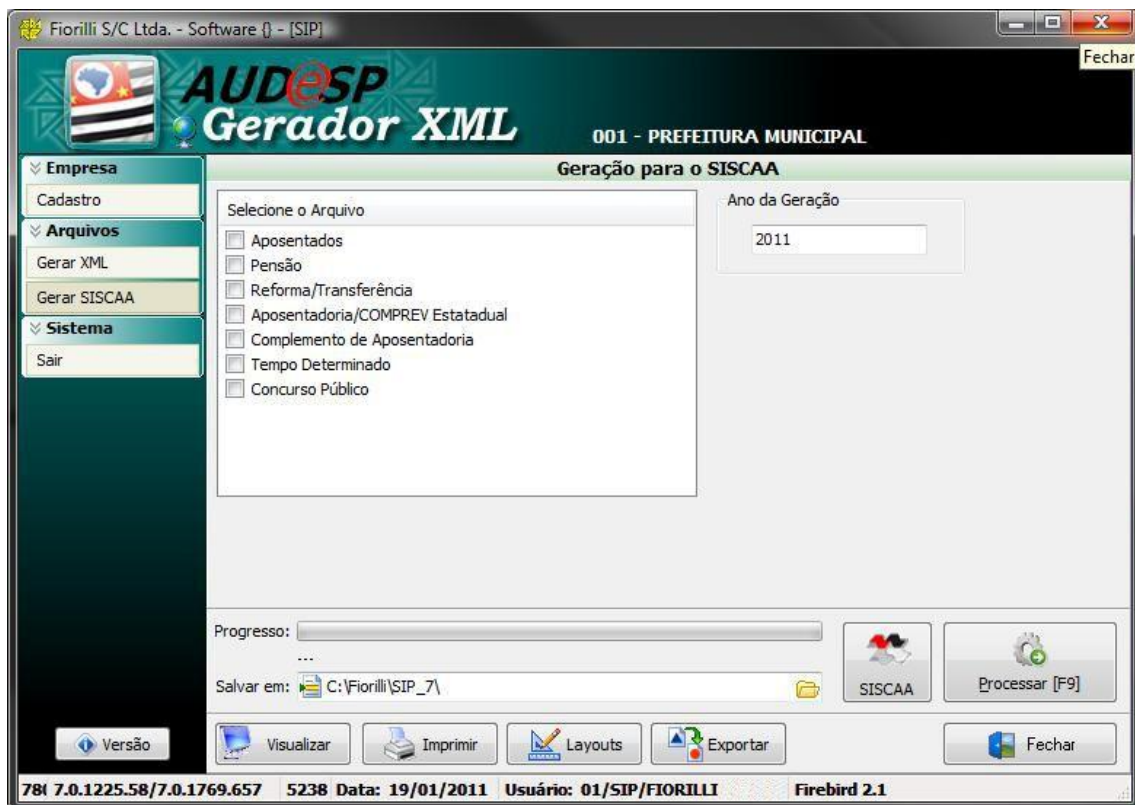 Fiorilli S/C Ltda. - Software {} - [SIP]
Fechar
AUDeSP
Gerador XML
001 - PREFEITURA MUNICIPAL
Empresa
Cadastro
Arquivos
Gerar XML
Gerar SISCAA
Sistema
Sair
Geração para o SISCAA
Selecione o Arquivo
Aposentados
Pensão
Reforma/Transferência
Aposentadoria/COMPREV Estatadual
Complemento de Aposentadoria
Tempo Determinado
Concurso Público
Ano da Geração
2011
Progresso:
...
Salvar em: C:\Fiorilli\SIP_7\
SISCAA
Processar [F9]
Versão
Visualizar
Imprimir
Layouts
Exportar
Fechar
7.0.1225.58/7.0.1769.657 5238 Data: 19/01/2011 Usuário: 01/SIP/FIORILLI Firebird 2.1